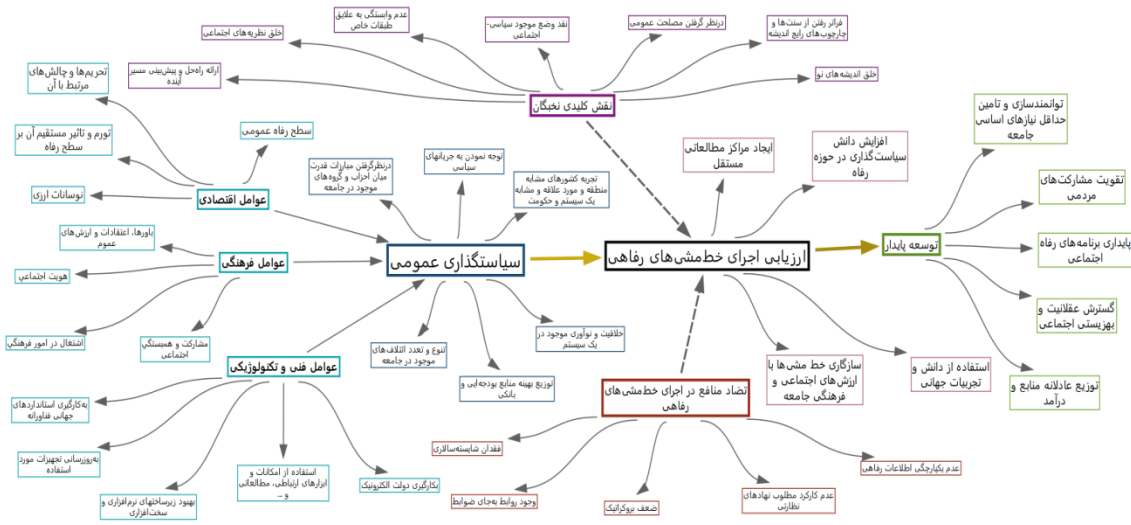 فراتر رفتن از سنت‌ها و
چارچوب‌های رایج اندیشه
درنظر گرفتن مصلحت عمومی
نقد وضع موجود سیاسی-
اجتماعی
عدم وابستگی به علایق
طبقات خاص
خلق نظریه‌های اجتماعی
ارائه راه‌حل و پیش‌بینی مسیر
آینده
خلق اندیشه های نو
نقش کلیدی نخبگان
تحریم‌ها و چالش‌های
مرتبط با آن
تورم و تاثیر مستقیم آن بر
سطح رفاه
سطح رفاه عمومی
نوسانات ارزی
عوامل اقتصادی
باورها، اعتقادات و ارزش‌های
عموم
هویت اجتماعي
اشتغال در امور فرهنگي
مشارکت و همبستگي
اجتماعی
عوامل فرهنگی
عوامل فنی و تکنولوژیکی
به‌کارگیری استانداردهای
جهانی فناورانه
به‌روزرسانی تجهیزات مورد
استفاده
بهبود زیرساختهای نرم‌افزاری و
سخت‌افزاری
استفاده از امکانات و
ابزارهای ارتباطی، مطالعاتی
و ...
بکارگیری دولت الکترونیک
درنظرگرفتن مبارزات قدرت
میان احزاب و گروه‌های
موجود در جامعه
توجه نمودن به جریانهای
سیاسی
تجربه کشورهای مشابه
منطقه و مورد علاقه و مشابه
یک سیستم و حکومت
سیاستگذاری عمومی
تنوع و تعدد ائتلاف‌های
موجود در جامعه
توزیع بهینه منابع بودجه‌ایی و
بانکی
خلاقیت و نوآوری موجود در
یک سیستم
ایجاد مراکز مطالعاتی
مستقل
افزایش دانش
سیاست‌گذاری در حوزه
رفاه
ارزیابی اجرای خط‌مشی‌های رفاهی
سازگاری خط مشی‌ها با
ارزش‌های اجتماعی و
فرهنگی جامعه
استفاده از دانش و
تجربیات جهانی
تضاد منافع در اجرای خط‌مشی‌های
رفاهی
فقدان شایسته‌سالاری
وجود روابط به‌جای ضوابط
ضعف بروکراتیک
عدم کارکرد مطلوب نهادهای
نظارتی
عدم یکپارچگی اطلاعات رفاهی
توسعه پایدار
توانمندسازی و تامین
حداقل نیازهای اساسی
جامعه
تقویت مشارکت‌های
مردمی
پایداری برنامه‌های رفاه
اجتماعی
گسترش عقلانیت و
بهزیستی اجتماعی
توزیع عادلانه منابع و
درآمد